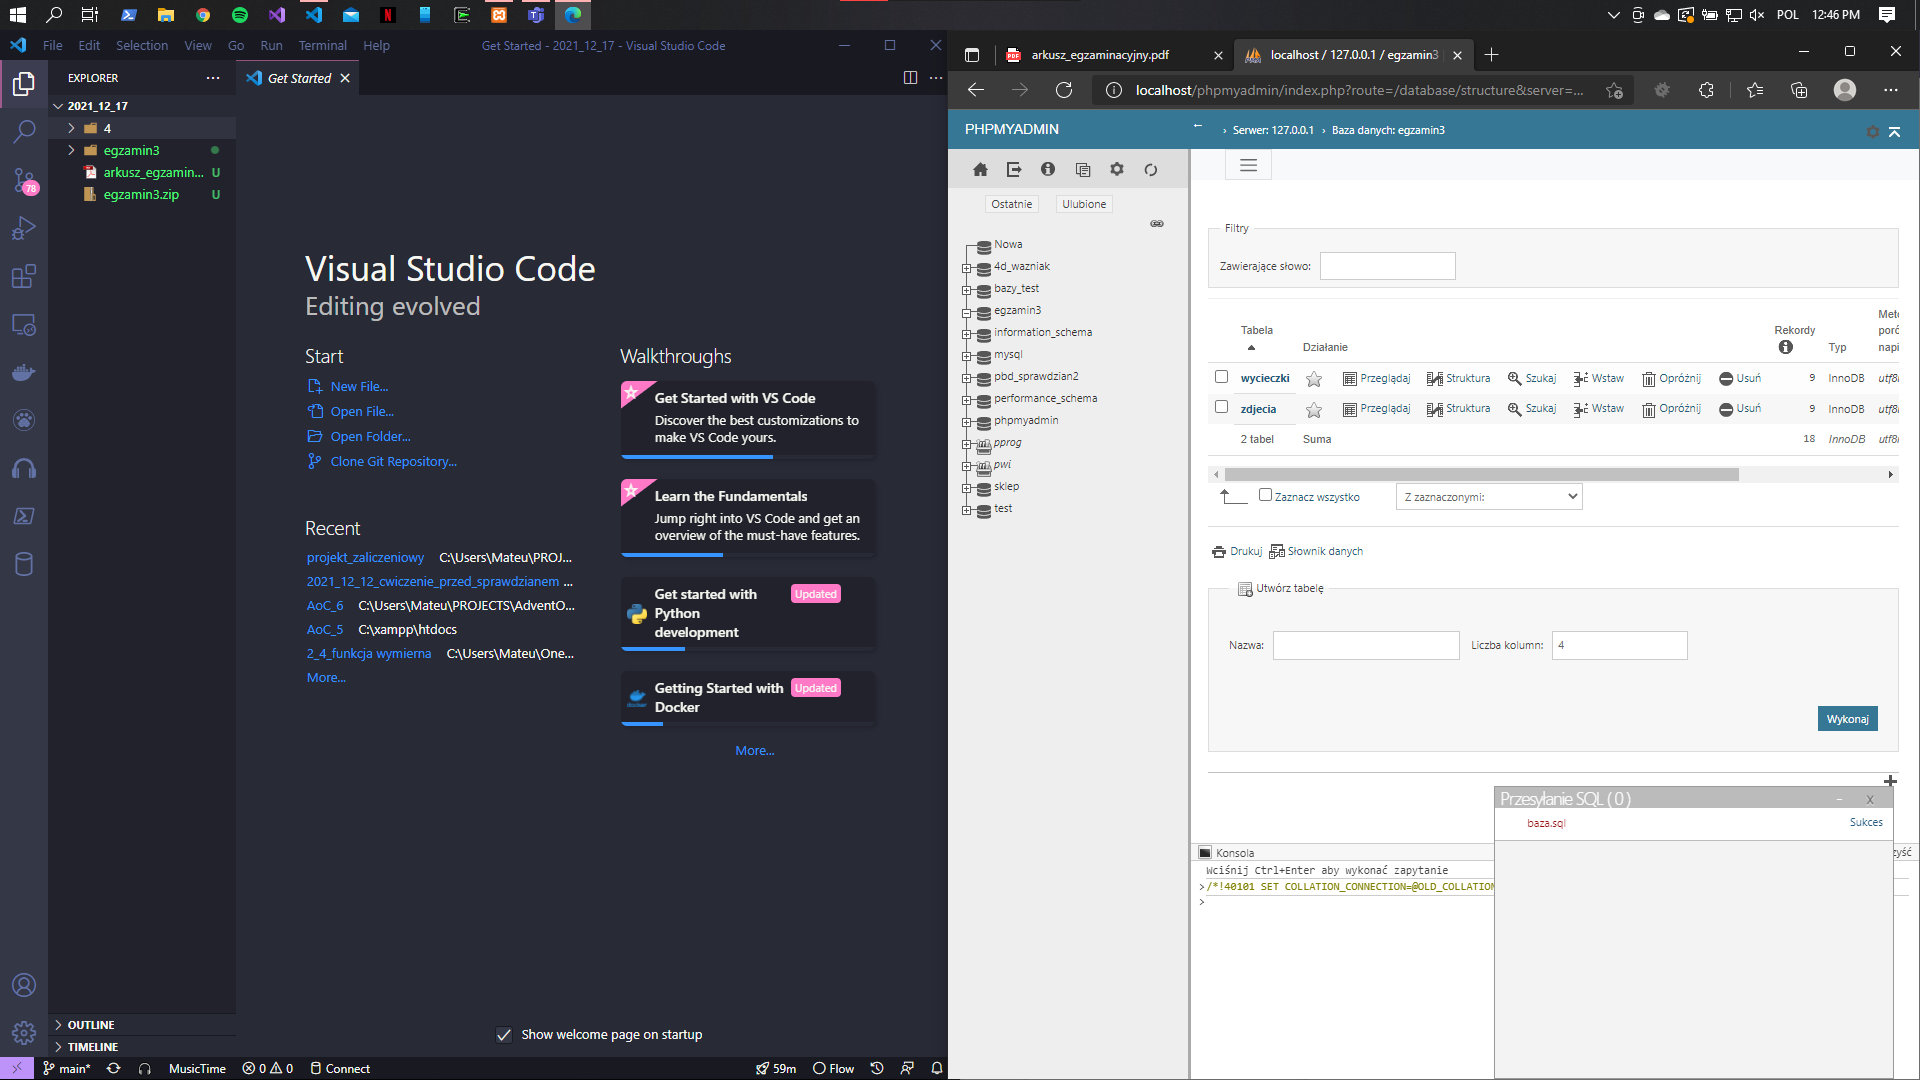 POL
12:46 PM
File Edit Selection View Go Run Terminal Help
Get Started - 2021_12_17 - Visual Studio Code
EXPLORER
Get Started
2021_12_17
4
egzamin3
arkusz_egzamin... U
egzamin3.zip U
78
Visual Studio Code
Editing evolved
Start
New File...
Open File...
Open Folder...
Clone Git Repository...
Recent
projekt_zaliczeniowy C:\Users\Mateu\PROJ...
2021_12_12_cwiczenie_przed_sprawdzianem ...
AoC_6 C:\Users\Mateu\PROJECTS\AdventO...
AoC_5 C:\xampp\htdocs
2_4_funkcja wymierna C:\Users\Mateu\One...
More...
Walkthroughs
Get Started with VS Code
Discover the best customizations to
make VS Code yours.
Learn the Fundamentals
Jump right into VS Code and get an
overview of the must-have features.
Get started with
Python
development
Updated
Getting Started with
Docker
Updated
docker
More...
Show welcome page on startup
OUTLINE
TIMELINE
main*
MusicTime
0 0
Connect
59m
Flow
arkusz_egzaminacyjny.pdf
localhost / 127.0.0.1 / egzamin3
localhost/phpmyadmin/index.php?route=/database/structure&server=...
PHPMYADMIN
Serwer: 127.0.0.1 › Baza danych: egzamin3
Ostatnie
Ulubione
Nowa
4d_wazniak
bazy_test
egzamin3
information_schema
mysql
pbd_sprawdzian2
performance_schema
phpmyadmin
pprog
pwi
sklep
test
Filtry
Zawierające słowo:
Tabela
Działanie
Rekordy
Typ
Meto
poró
napi
wycieczki Przeglądaj Struktura Szukaj Wstaw Opróżnij Usuń 9 InnoDB utf8
zdjecia Przeglądaj Struktura Szukaj Wstaw Opróżnij Usuń 9 InnoDB utf8
2 tabel Suma 18 InnoDB utf8
Zaznacz wszystko
Z zaznaczonymi:
Drukuj Słownik danych
Utwórz tabelę
Nazwa:
Liczba kolumn: 4
Wykonaj
Przesyłanie SQL ( 0 ) – X
baza.sql Sukces
Konsola
zyść
Wciśnij Ctrl+Enter aby wykonać zapytanie
>/*!40101 SET COLLATION_CONNECTION=@OLD_COLLATION
>